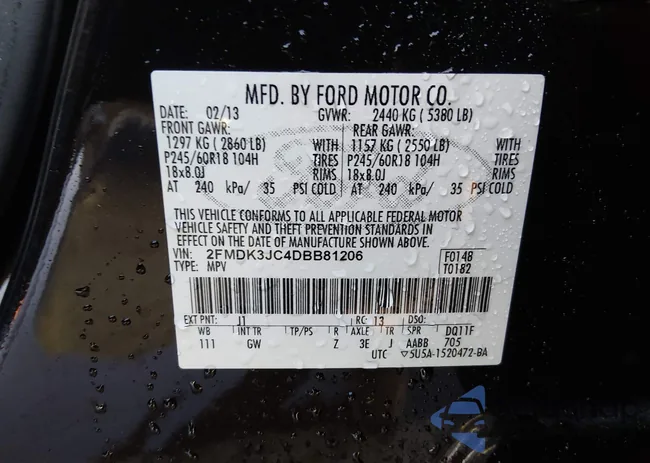 MFD. BY FORD MOTOR CO.
DATE: 02/13 GVWR: 2440 KG ( 5380 LB)
FRONT GAWR: REAR GAWR:
1297 KG ( 2860 LB) WITH 1157 KG ( 2550 LB) WITH
P245/60R18 104H TIRES P245/60R18 104H TIRES
18x8.0J RIMS 18x8.0J RIMS
AT 240 kPa/ 35 PSI COLD AT 240 kPa/ 35 PSI COLD
THIS VEHICLE CONFORMS TO ALL APPLICABLE FEDERAL MOTOR
VEHICLE SAFETY AND THEFT PREVENTION STANDARDS IN
EFFECT ON THE DATE OF MANUFACTURE SHOWN ABOVE.
VIN: 2FMDK3JC4DBB81206 F0148
TYPE: MPV T0182
EXT PNT: J1 RC: 13 DSO:
WB INT TR TP/PS R AXLE TR SPR DQ11F
111 GW Z 3E J AABB 705
UTC ▽5U5A-1520472-BA